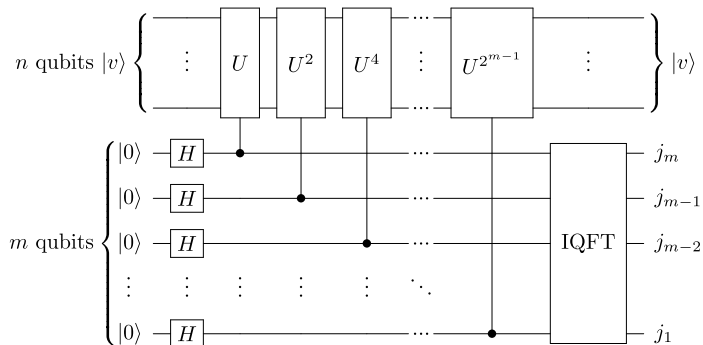 n qubits |v⟩ U U^2 U^4 ... U^{2^{m-1}} |v⟩
|0⟩ H j_m
|0⟩ H j_{m-1}
m qubits |0⟩ H IQFT j_{m-2}
|0⟩ H j_1